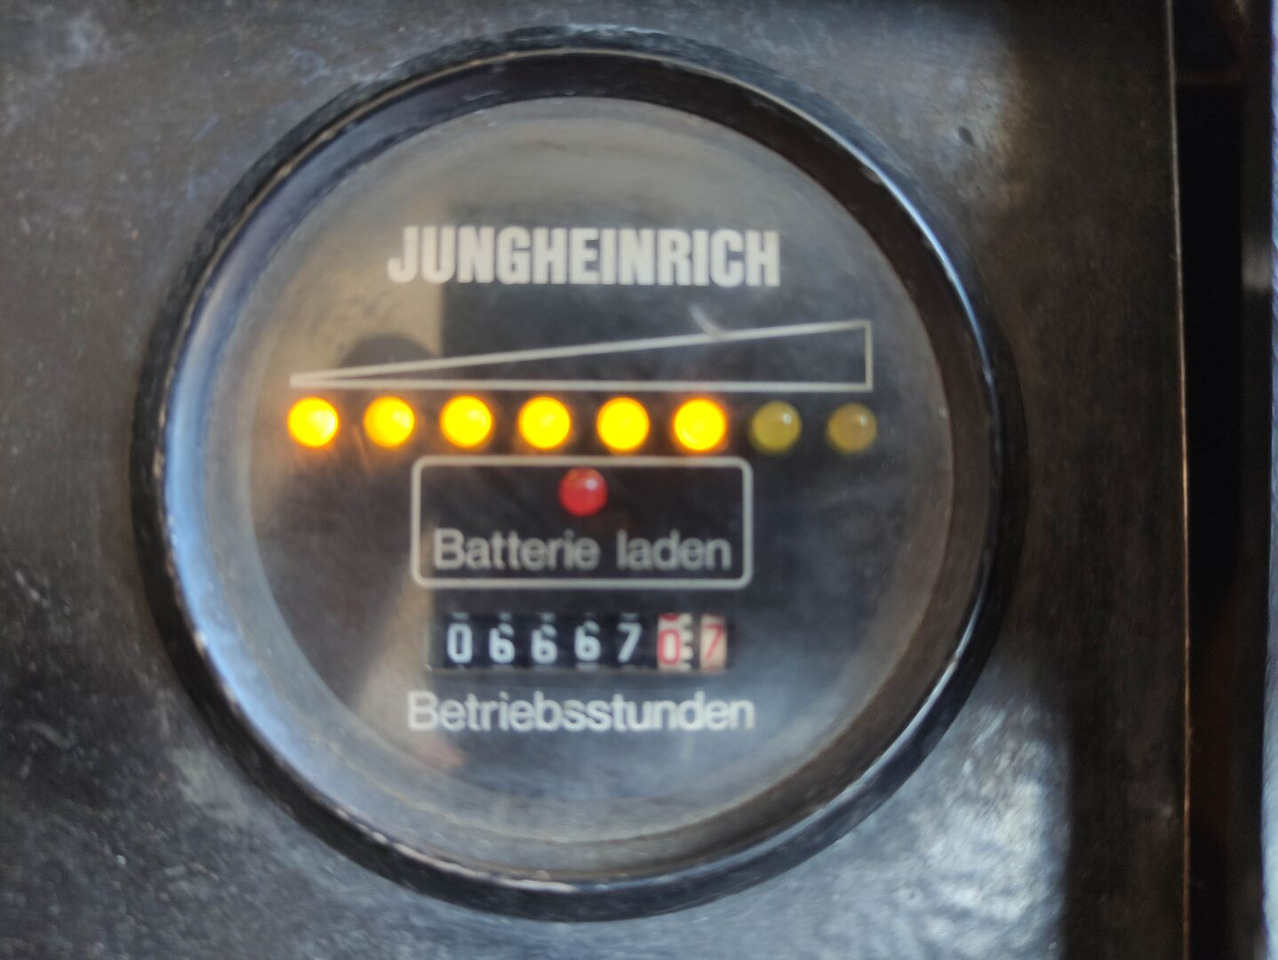 JUNGHEINRICH
Batterie laden
0666707
Betriebsstunden